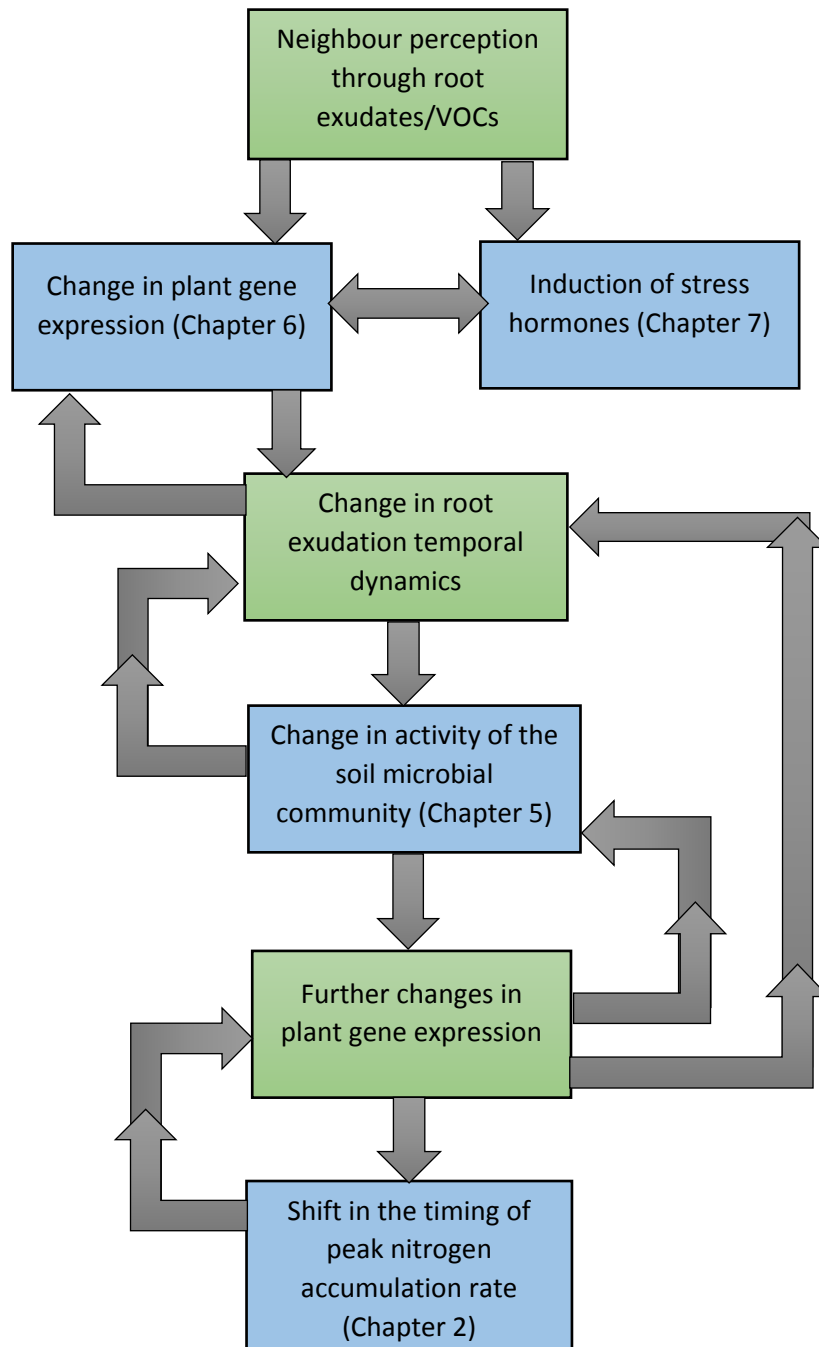 Neighbour perception
through root
exudates/VOCs
Change in plant gene
expression (Chapter 6)
Induction of stress
hormones (Chapter 7)
Change in root
exudation temporal
dynamics
Change in activity of the
soil microbial
community (Chapter 5)
Further changes in
plant gene expression
Shift in the timing of
peak nitrogen
accumulation rate
(Chapter 2)